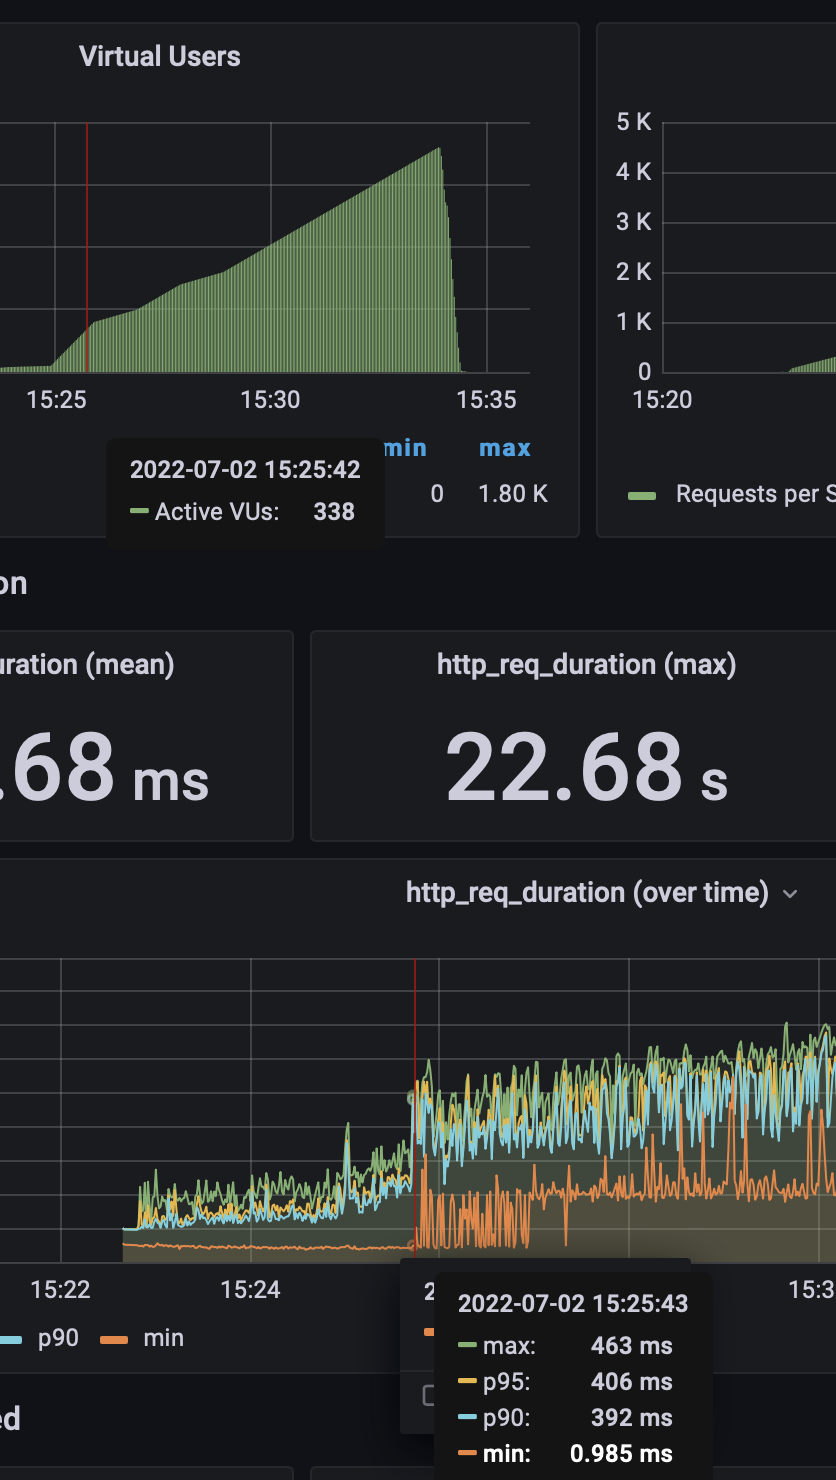 Virtual Users
5 K
4 K
3 K
2 K
1 K
0
15:25 15:30 15:35 15:20
min max
2022-07-02 15:25:42
0 1.80 K
Active VUs: 338
Requests per S
on
uration (mean)
http_req_duration (max)
.68 ms
22.68 s
http_req_duration (over time)
15:22 15:24 15:3
2
2022-07-02 15:25:43
p90 min
max: 463 ms
p95: 406 ms
p90: 392 ms
ed
min: 0.985 ms